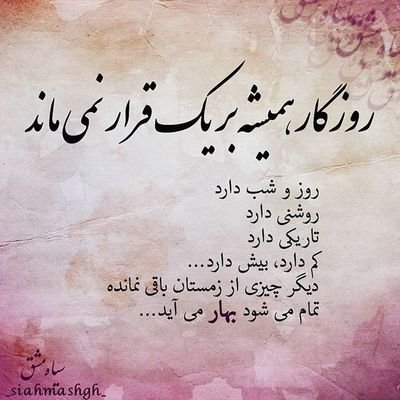 روزگار همیشه بر یک قرار نمی ماند
روز و شب دارد
روشنی دارد
تاریکی دارد
کم دارد، بیش دارد...
دیگر چیزی از زمستان باقی نمانده
تمام می شود بهار می آید...
سیاه مشق
_siahmashgh_